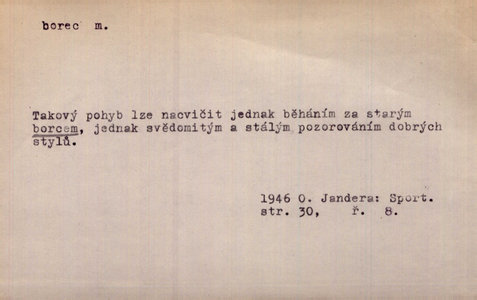 borec m.
Takový pohyb lze nacvičit jednak běháním za starým
borcem, jednak svědomitým a stálým pozorováním dobrých
stylů.
1946 O. Jandera: Sport.
str. 30, ř. 8.